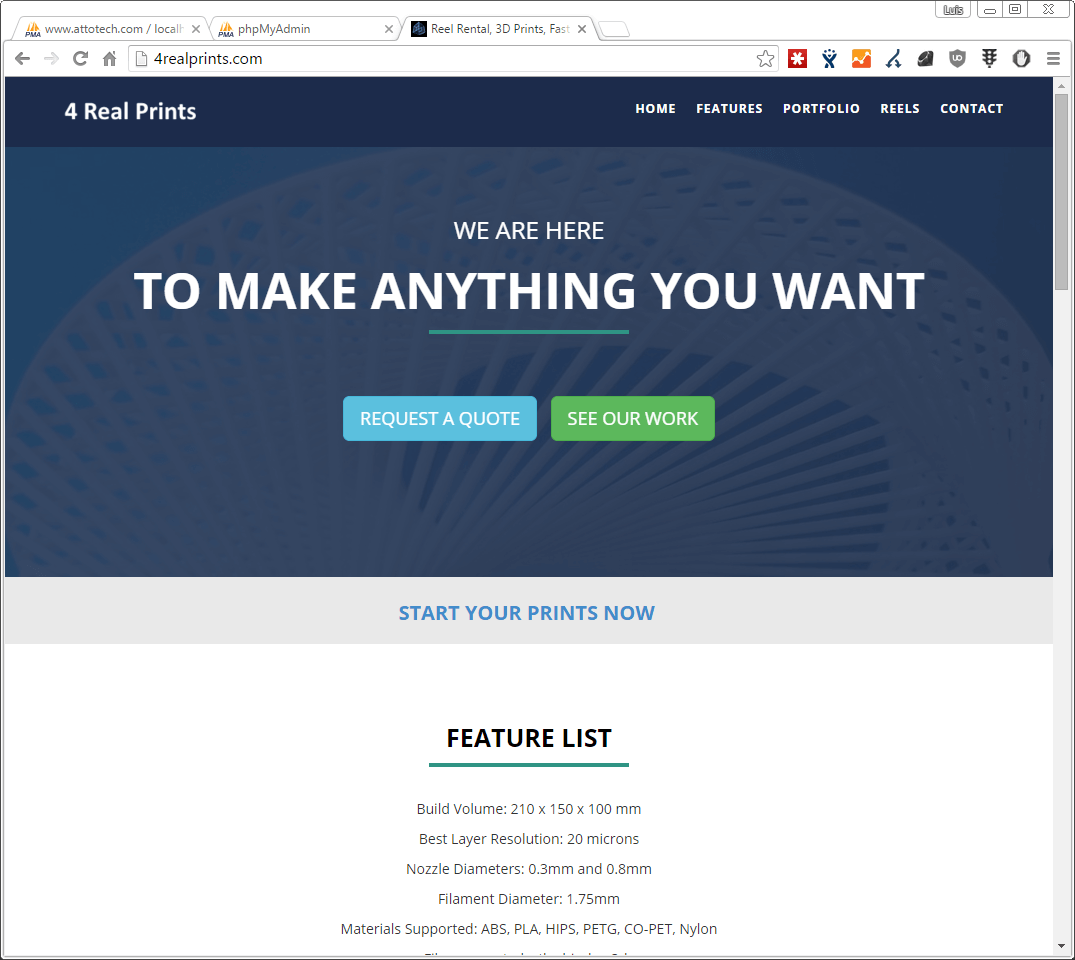 Luis
www.attotech.com / localh
phpMyAdmin
Reel Rental, 3D Prints, Fast
4realprints.com
4 Real Prints
HOME FEATURES PORTFOLIO REELS CONTACT
WE ARE HERE
TO MAKE ANYTHING YOU WANT
REQUEST A QUOTE SEE OUR WORK
START YOUR PRINTS NOW
FEATURE LIST
Build Volume: 210 x 150 x 100 mm
Best Layer Resolution: 20 microns
Nozzle Diameters: 0.3mm and 0.8mm
Filament Diameter: 1.75mm
Materials Supported: ABS, PLA, HIPS, PETG, CO-PET, Nylon